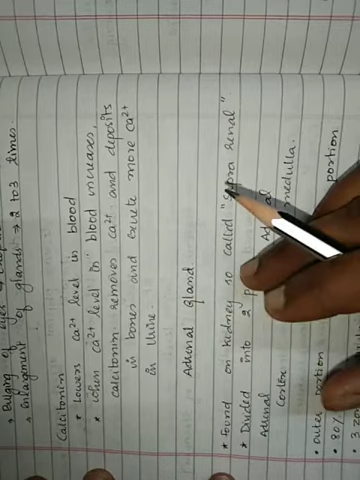 Bulging of
→ Enlargement of glands → 2 to 3 times.
Calcitonin
* Lowers Ca²⁺ level in blood
* When Ca²⁺ level in blood increases,
calcitonin removes Ca²⁺ and deposits
in bones and excrete more Ca²⁺
in Urine.
Adrenal gland
* Found on kidney so called "supra renal".
* Divided into 2
Adrenal
Cortex
medulla.
• Outer portion
portion
• 80%